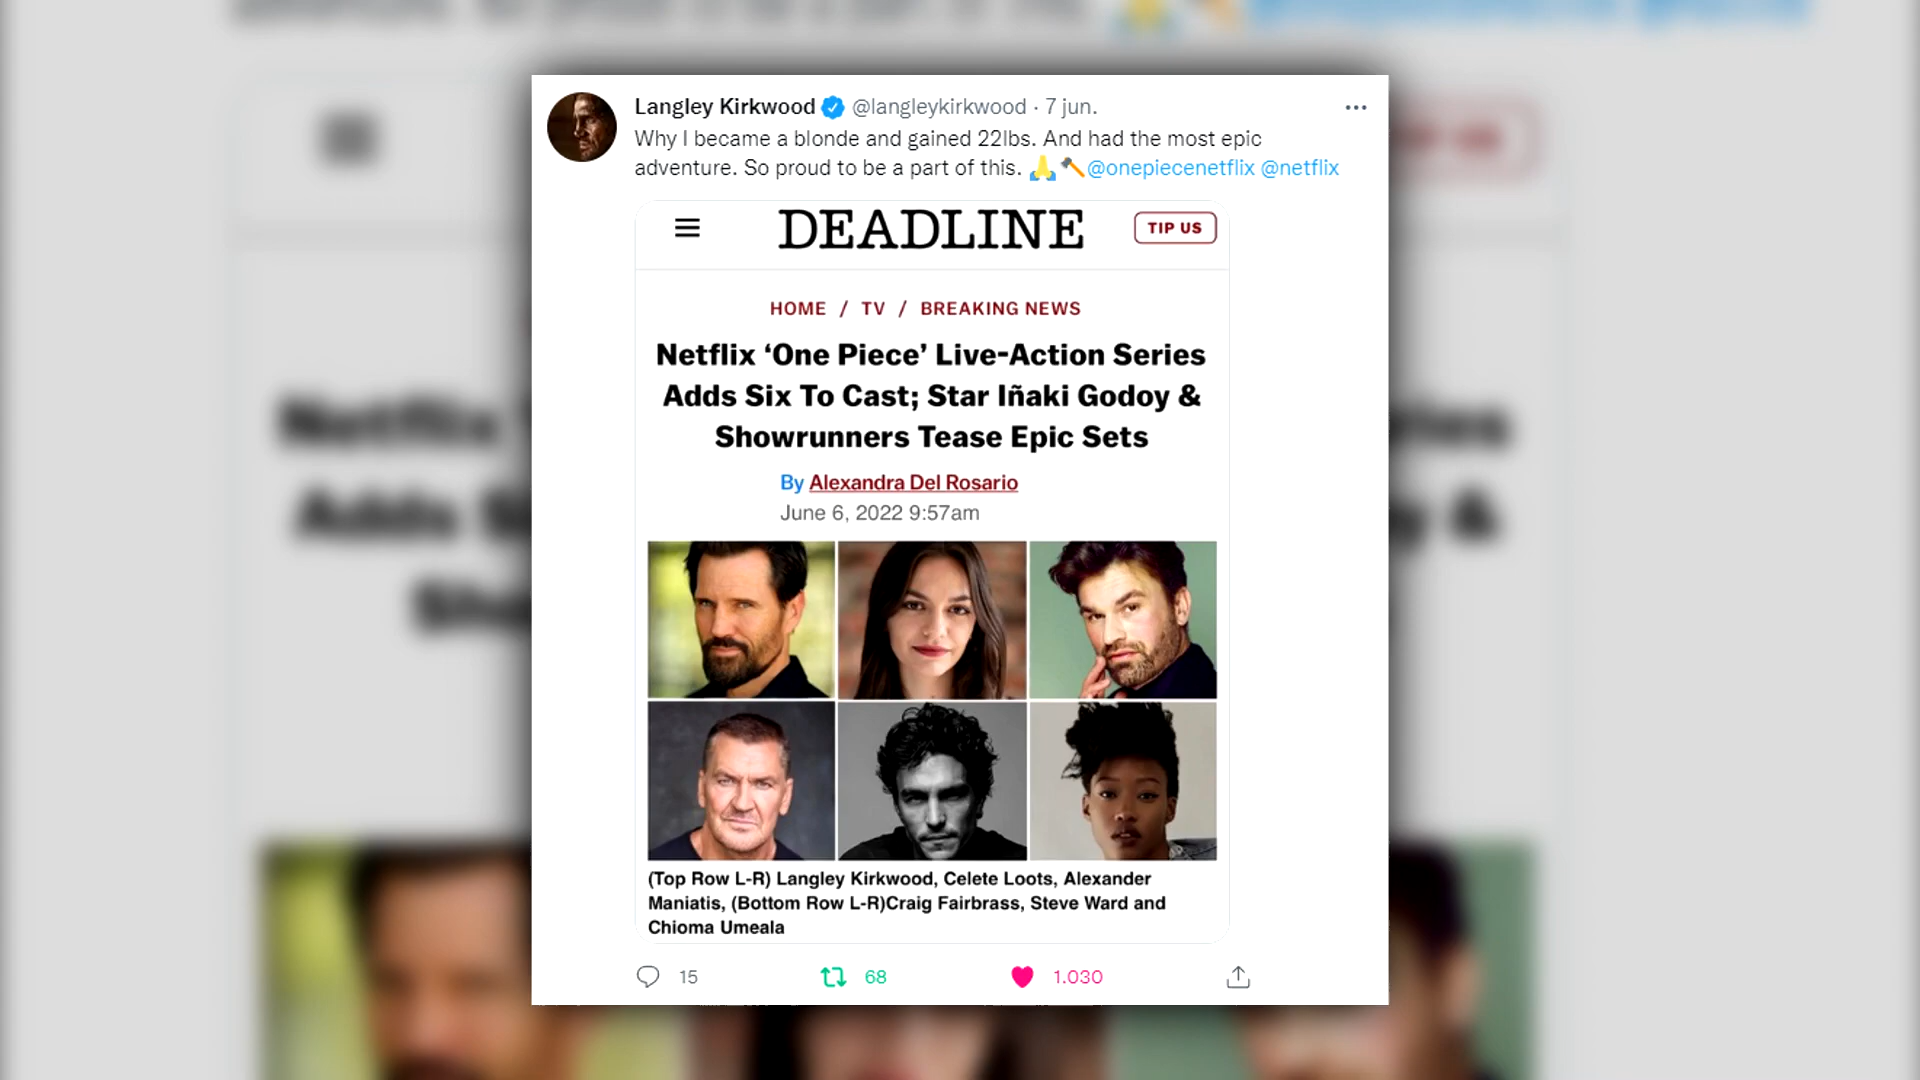 Langley Kirkwood @langleykirkwood · 7 jun.
Why I became a blonde and gained 22lbs. And had the most epic
adventure. So proud to be a part of this. 🙏🪓@onepiecenetflix @netflix
DEADLINE
TIP US
HOME / TV / BREAKING NEWS
Netflix ‘One Piece’ Live-Action Series
Adds Six To Cast; Star Iñaki Godoy &
Showrunners Tease Epic Sets
By Alexandra Del Rosario
June 6, 2022 9:57am
(Top Row L-R) Langley Kirkwood, Celete Loots, Alexander
Maniatis, (Bottom Row L-R)Craig Fairbrass, Steve Ward and
Chioma Umeala
15
68
1.030